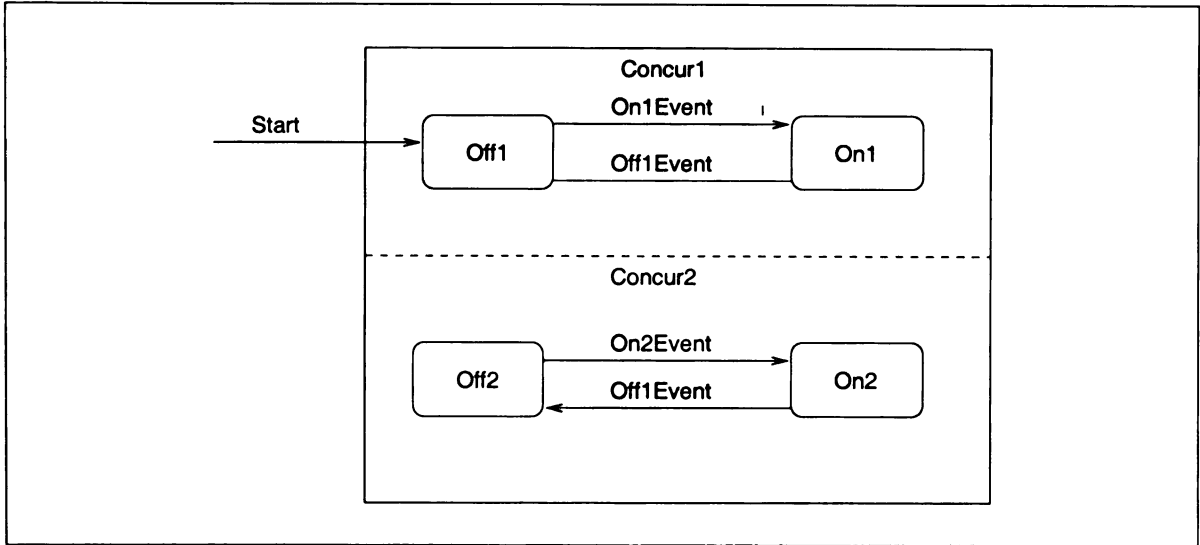 Concur1
On1Event
Start
Off1
On1
Off1Event
Concur2
On2Event
Off2
On2
Off1Event